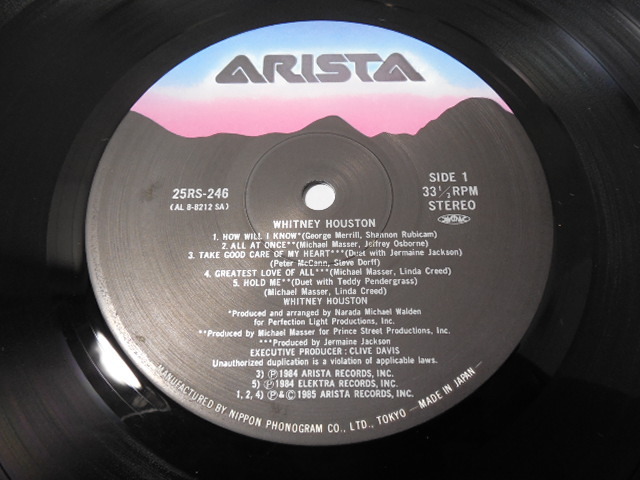 ARISTA
25RS-246
(AL 8-8212 SA)
SIDE 1
33 1/3 RPM
STEREO
WHITNEY HOUSTON
1. HOW WILL I KNOW*(George Merrill, Shannon Rubicam)
2. ALL AT ONCE**(Michael Masser, Jeffrey Osborne)
3. TAKE GOOD CARE OF MY HEART***(Duet with Jermaine Jackson)
(Peter McCann, Steve Dorff)
4. GREATEST LOVE OF ALL***(Michael Masser, Linda Creed)
5. HOLD ME**(Duet with Teddy Pendergrass)
(Michael Masser, Linda Creed)
WHITNEY HOUSTON
*Produced and arranged by Narada Michael Walden
for Perfection Light Productions, Inc.
**Produced by Michael Masser for Prince Street Productions, Inc.
***Produced by Jermaine Jackson
EXECUTIVE PRODUCER : CLIVE DAVIS
Unauthorized duplication is a violation of applicable laws.
3) ℗ 1984 ARISTA RECORDS, INC.
5) ℗ 1984 ELEKTRA RECORDS, INC.
1, 2, 4) ℗&© 1985 ARISTA RECORDS, INC.
MANUFACTURED BY NIPPON PHONOGRAM CO., LTD., TOKYO —MADE IN JAPAN—